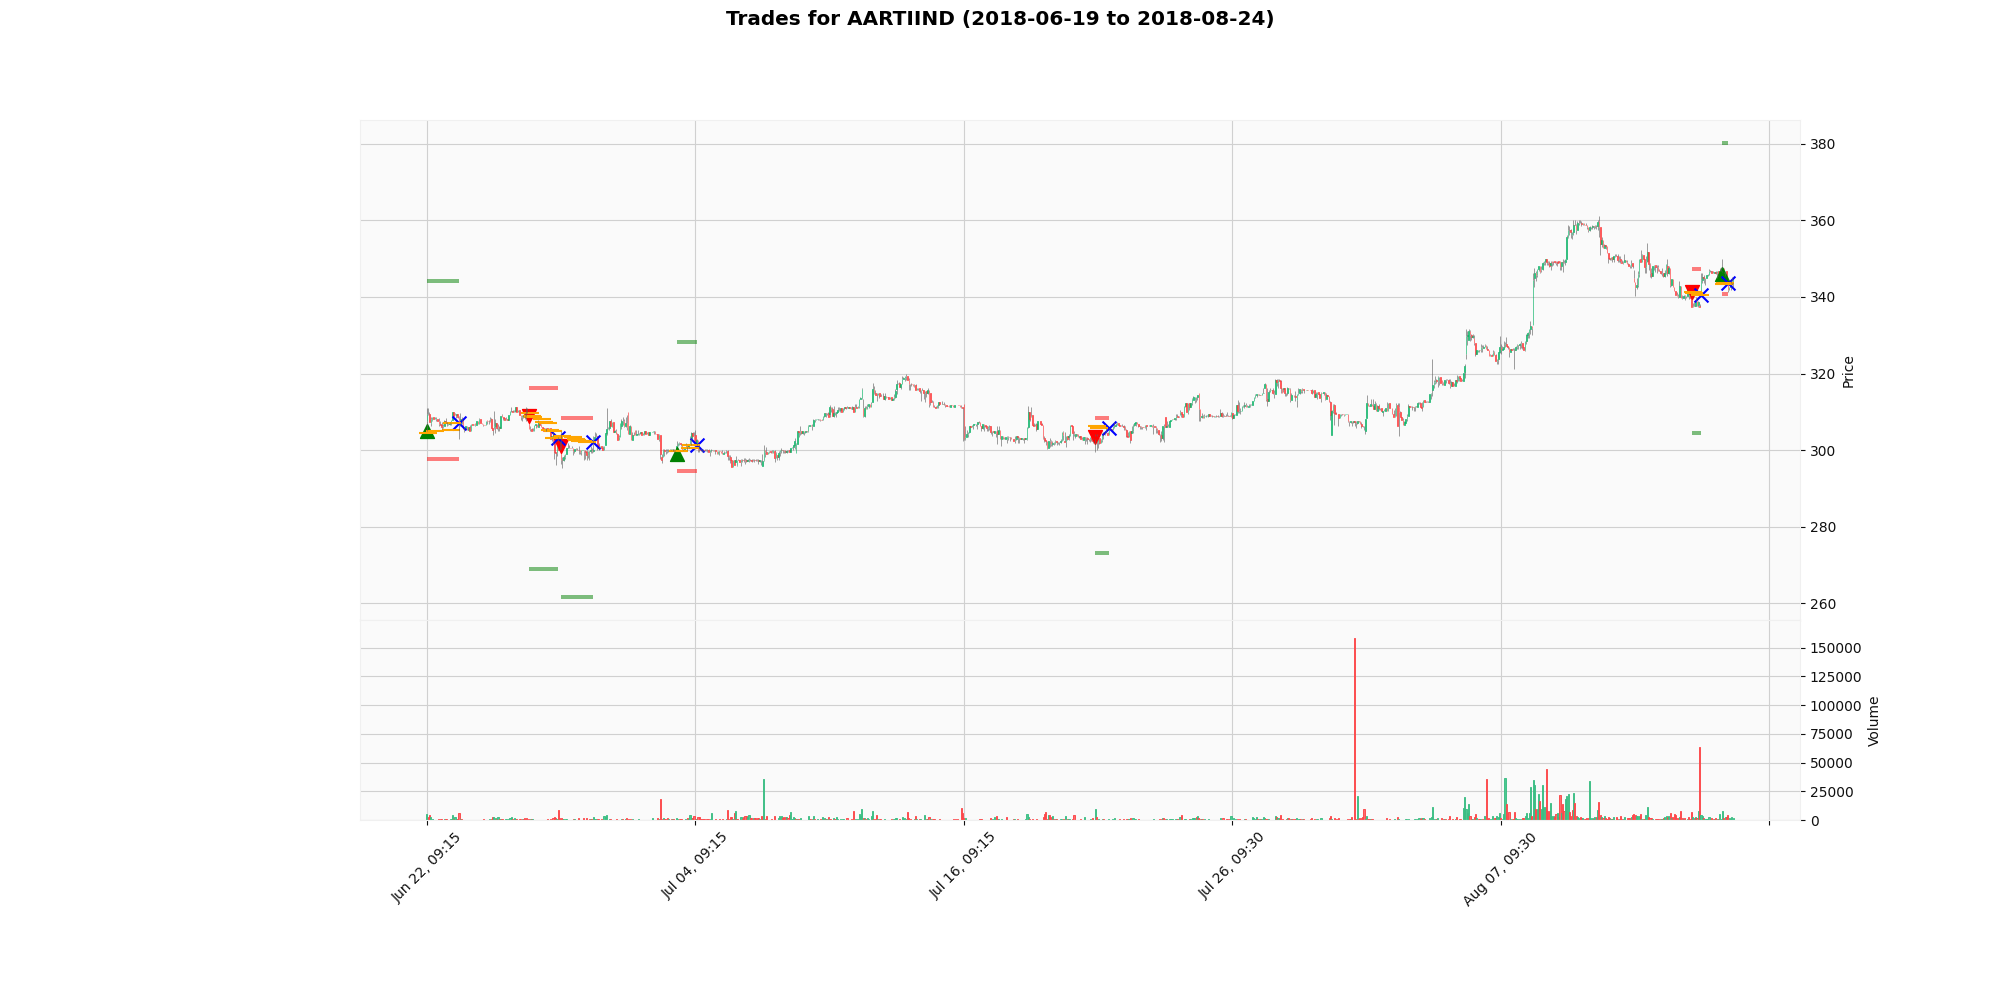 Trades for AARTIIND (2018-06-19 to 2018-08-24)
380
360
340
320
300
280
260
Price
150000
125000
100000
75000
50000
25000
0
Volume
Jun 22, 09:15
Jul 04, 09:15
Jul 16, 09:15
Jul 26, 09:30
Aug 07, 09:30